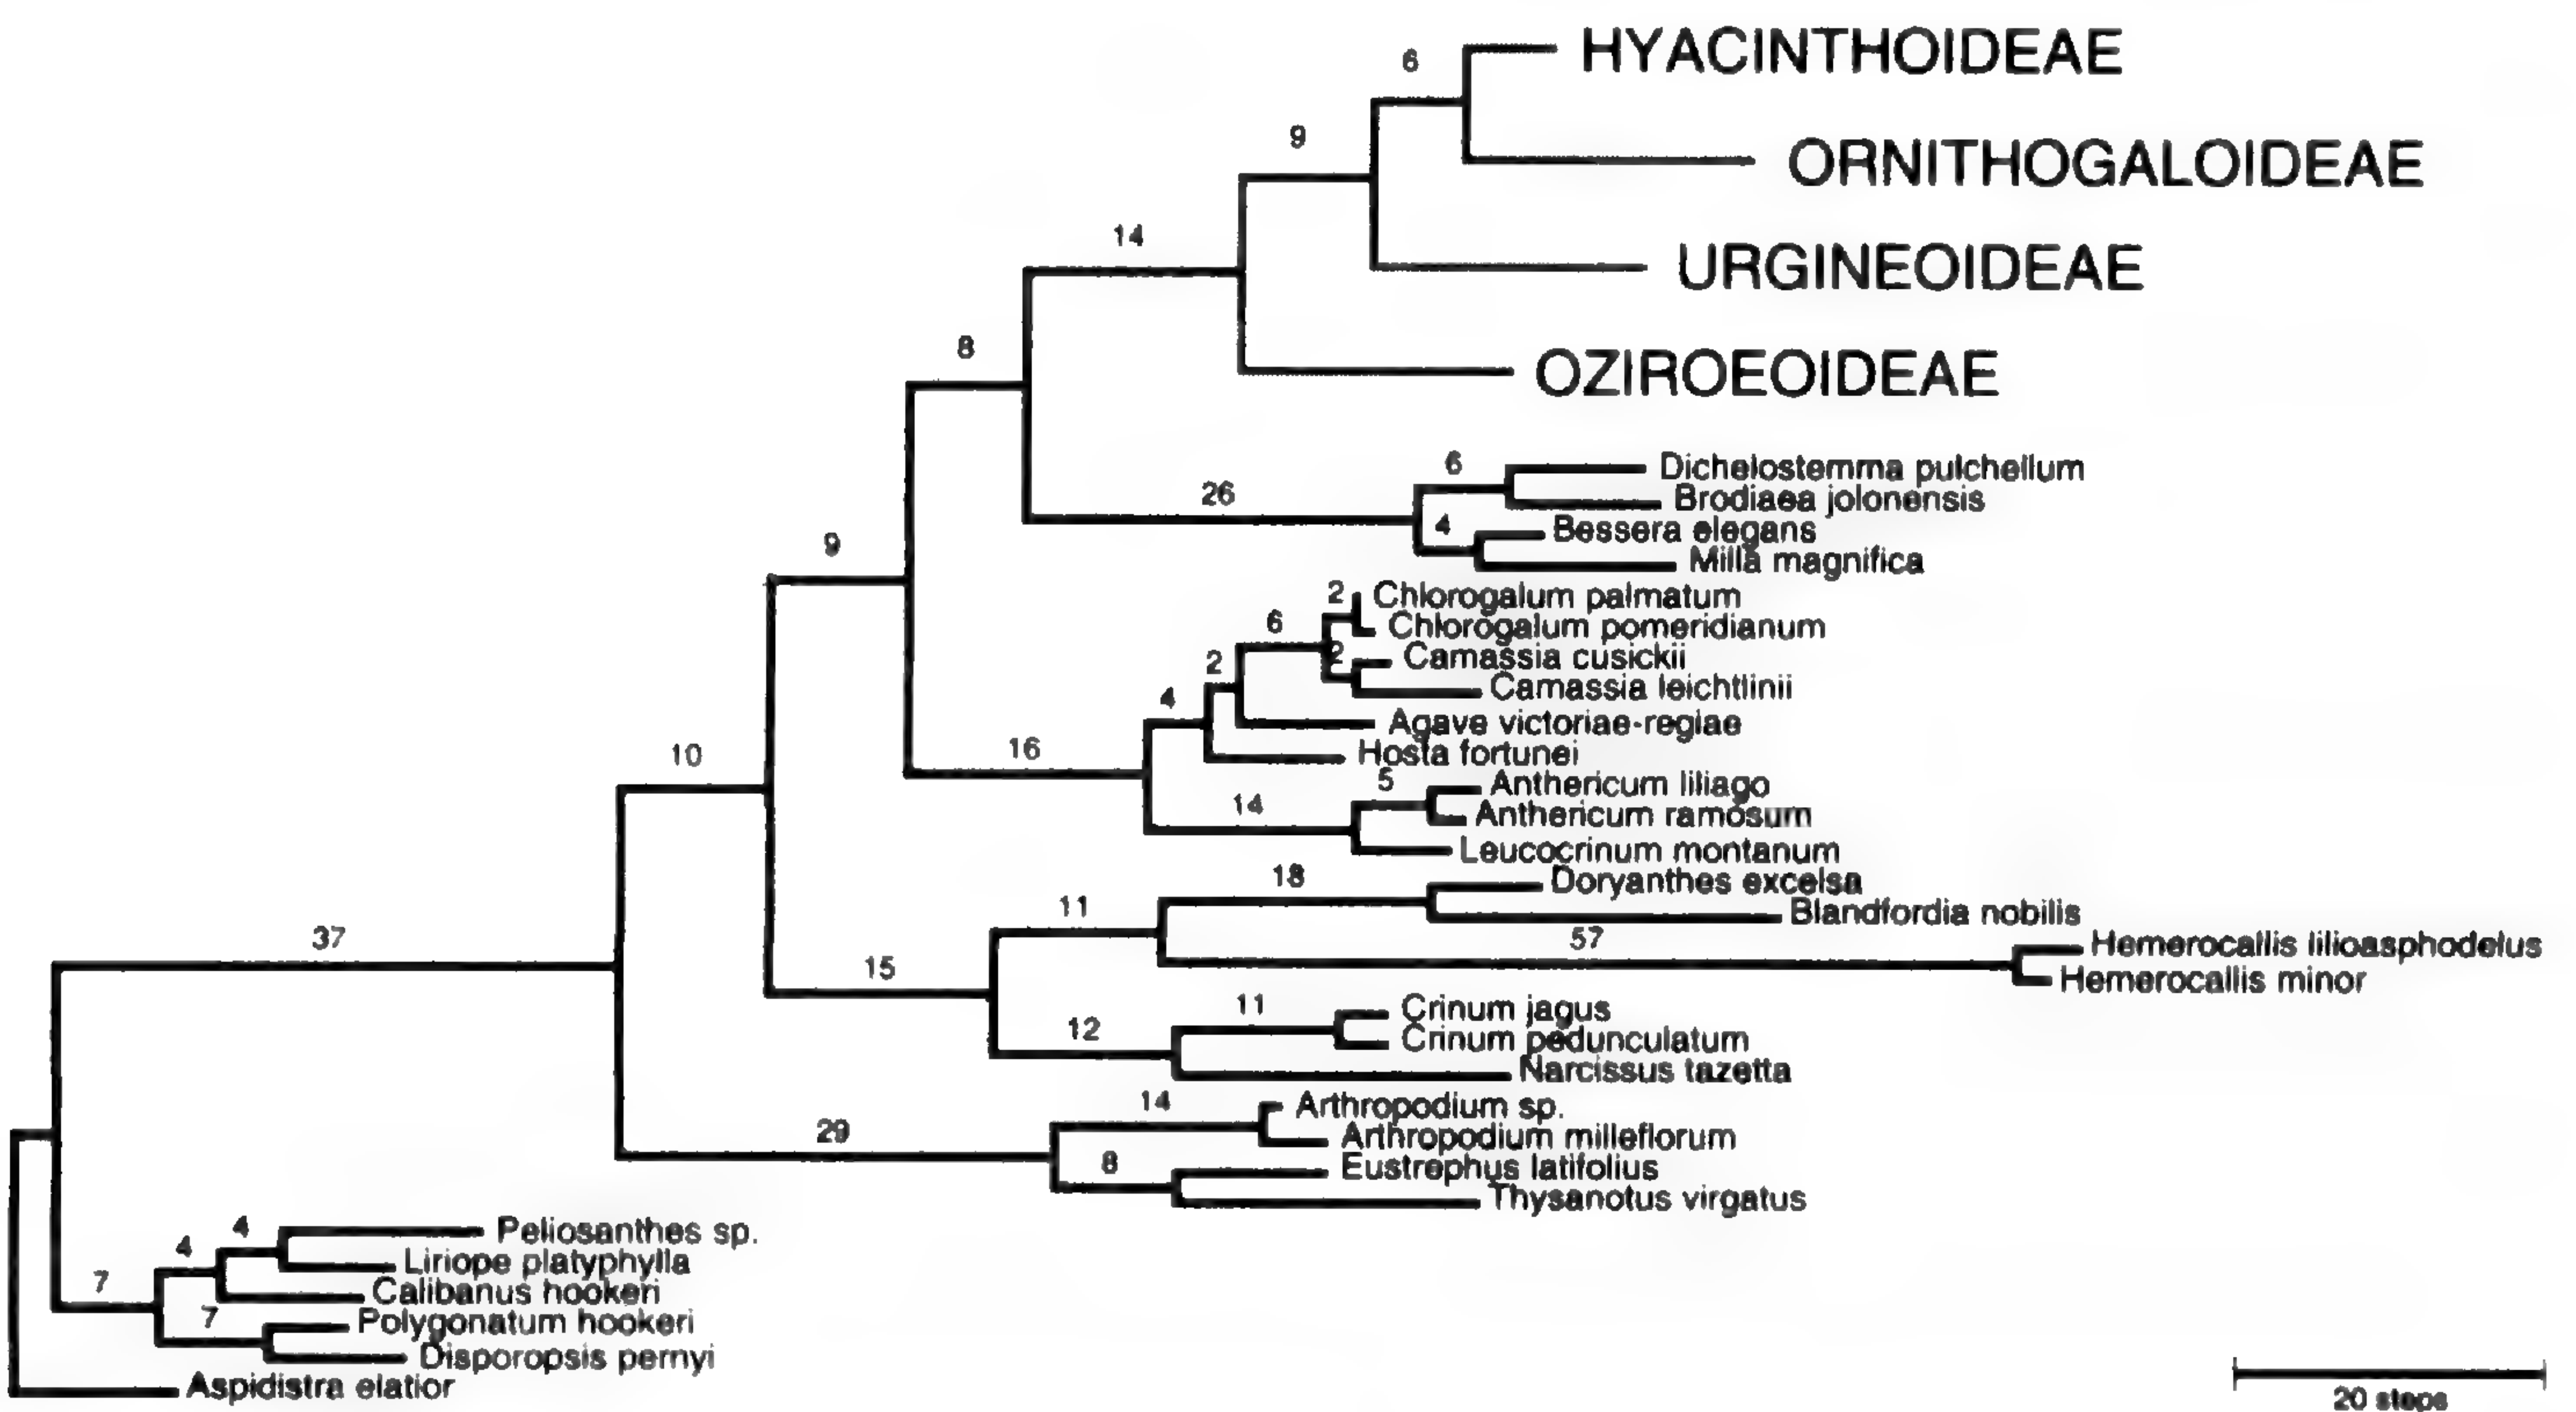 6
HYACINTHOIDEAE
9
ORNITHOGALOIDEAE
14
URGINEOIDEAE
8
OZIROEOIDEAE
6
Dichelostemma pulchellum
26
Brodiaea jolonensis
4
Bessera elegans
9
Milla magnifica
2
Chlorogalum palmatum
6
Chlorogalum pomeridianum
2
2
Camassia cusickii
Camassia leichtlinii
4
Agave victoriae-regiae
10
16
Hosta fortunei
5
Anthericum liliago
14
Anthericum ramosum
Leucocrinum montanum
18
Doryanthes excelsa
11
Blandfordia nobilis
37
57
Hemerocallis lilioasphodelus
15
Hemerocallis minor
11
Crinum jagus
12
Crinum pedunculatum
Narcissus tazetta
14
Arthropodium sp.
29
Arthropodium milleflorum
8
Eustrephus latifolius
Thysanotus virgatus
4
Peliosanthes sp.
4
Liriope platyphylla
7
Calibanus hookeri
7
Polygonatum hookeri
Disporopsis pernyi
Aspidistra elatior
20 steps